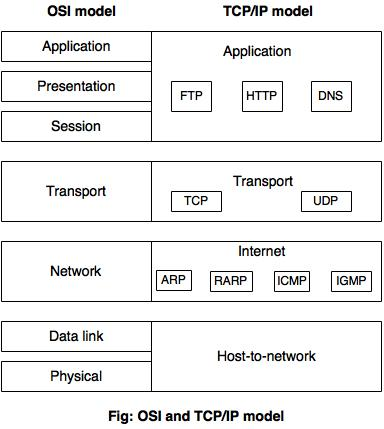 OSI model TCP/IP model
Application
Presentation
Session
Application
FTP HTTP DNS
Transport
Transport
TCP UDP
Network
Internet
ARP RARP ICMP IGMP
Data link
Physical
Host-to-network
Fig: OSI and TCP/IP model